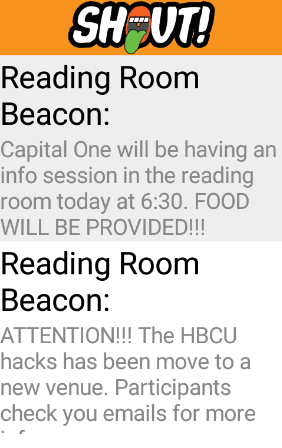 SHOUT!
Reading Room
Beacon:
Capital One will be having an
info session in the reading
room today at 6:30. FOOD
WILL BE PROVIDED!!!
Reading Room
Beacon:
ATTENTION!!! The HBCU
hacks has been move to a
new venue. Participants
check you emails for more